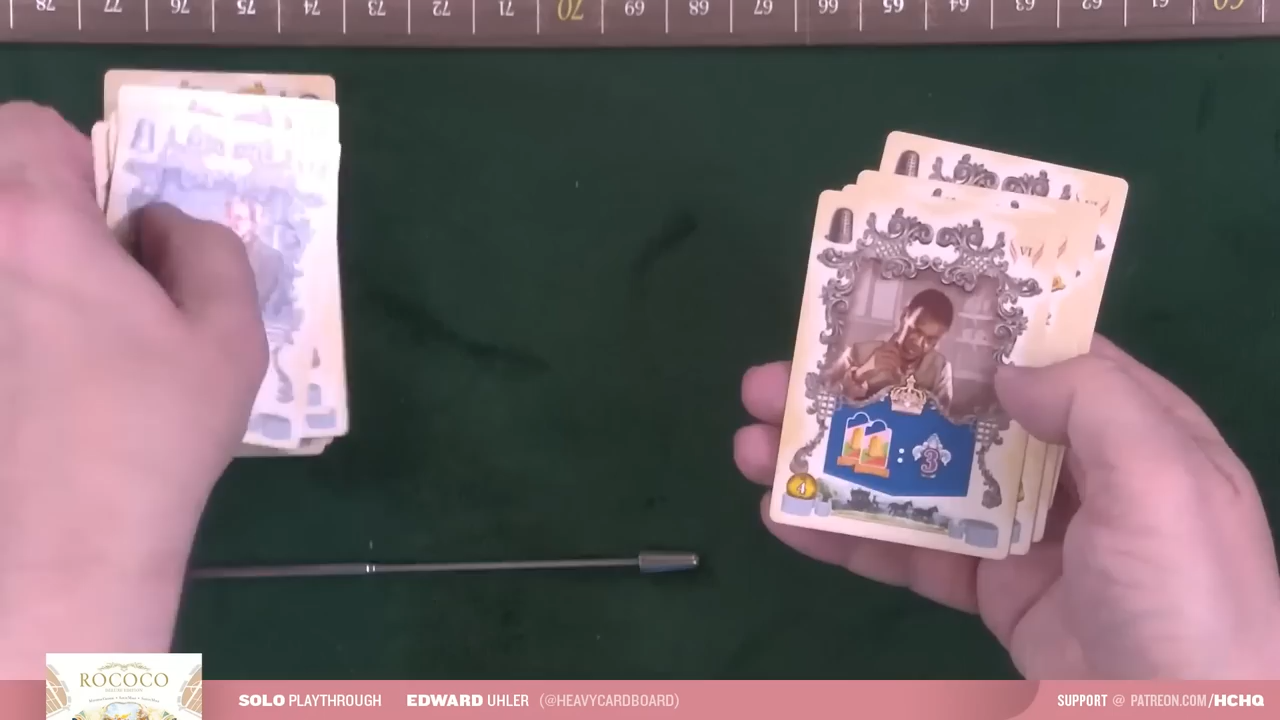 78 77 76 75 74 73 72 71 70 69 68 67 66 65 64 63 62 61 60
VI
3
4
ROCOCO
SOLO PLAYTHROUGH EDWARD UHLER (@HEAVYCARDBOARD) SUPPORT @ PATREON.COM/HCHQ